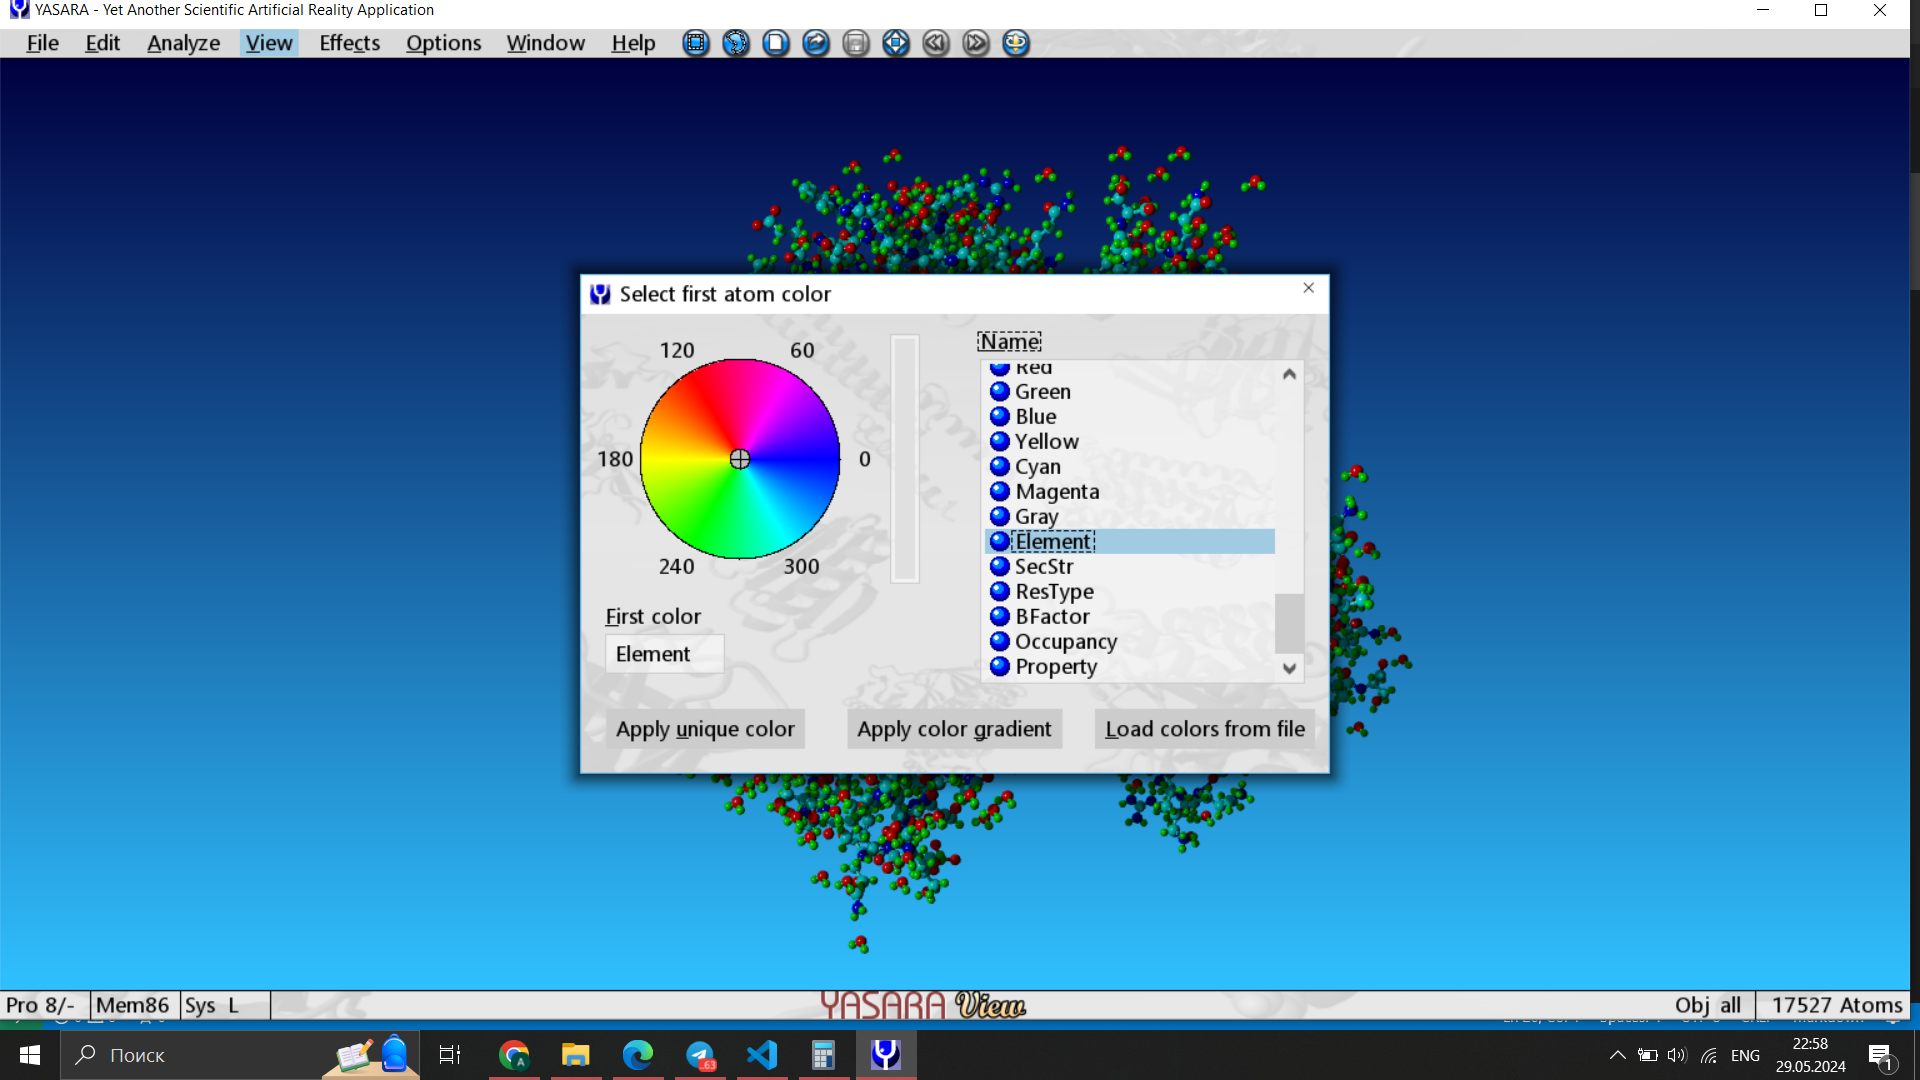 YASARA - Yet Another Scientific Artificial Reality Application
File Edit Analyze View Effects Options Window Help
Select first atom color
120 60
180 0
240 300
First color
Element
Name
Red
Green
Blue
Yellow
Cyan
Magenta
Gray
Element
SecStr
ResType
BFactor
Occupancy
Property
Apply unique color Apply color gradient Load colors from file
Pro 8/- Mem86 Sys L YASARA View Obj all 17527 Atoms
Поиск
A
63
ENG
22:58
29.05.2024
1